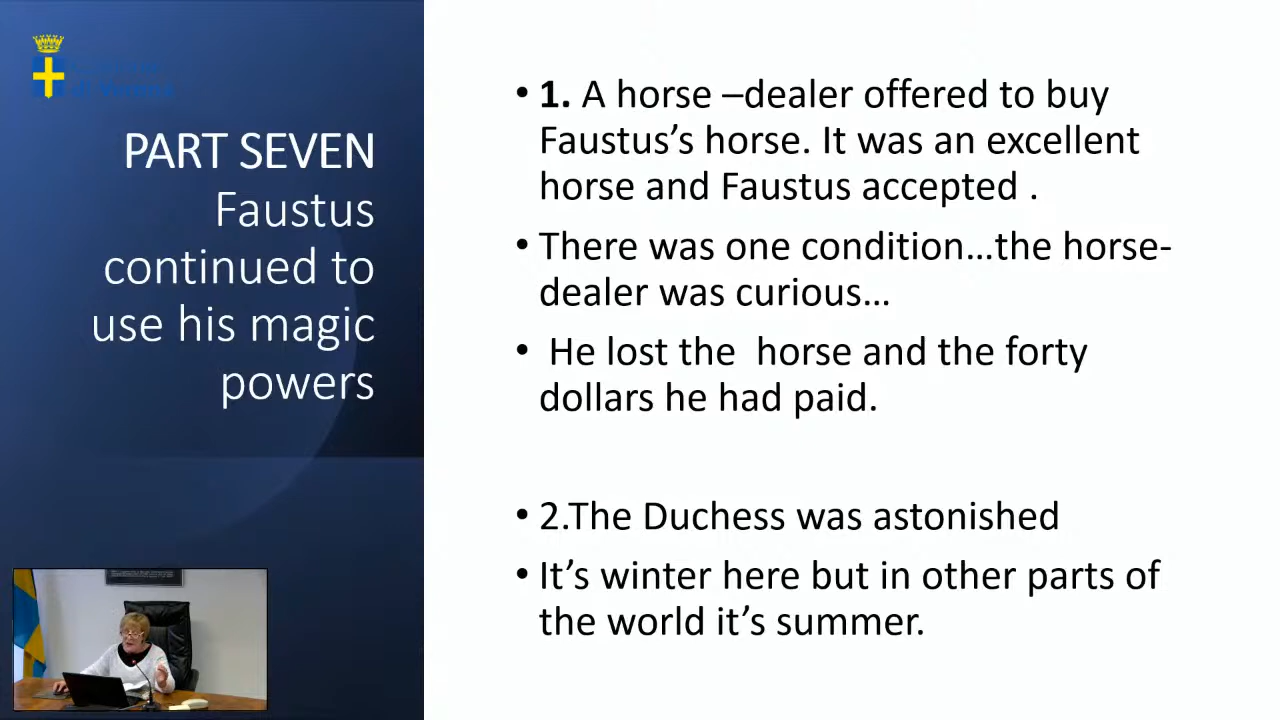 PART SEVEN
Faustus
continued to
use his magic
powers
• 1. A horse –dealer offered to buy
Faustus’s horse. It was an excellent
horse and Faustus accepted .
• There was one condition…the horse-
dealer was curious…
• He lost the  horse and the forty
dollars he had paid.
• 2.The Duchess was astonished
• It’s winter here but in other parts of
the world it’s summer.